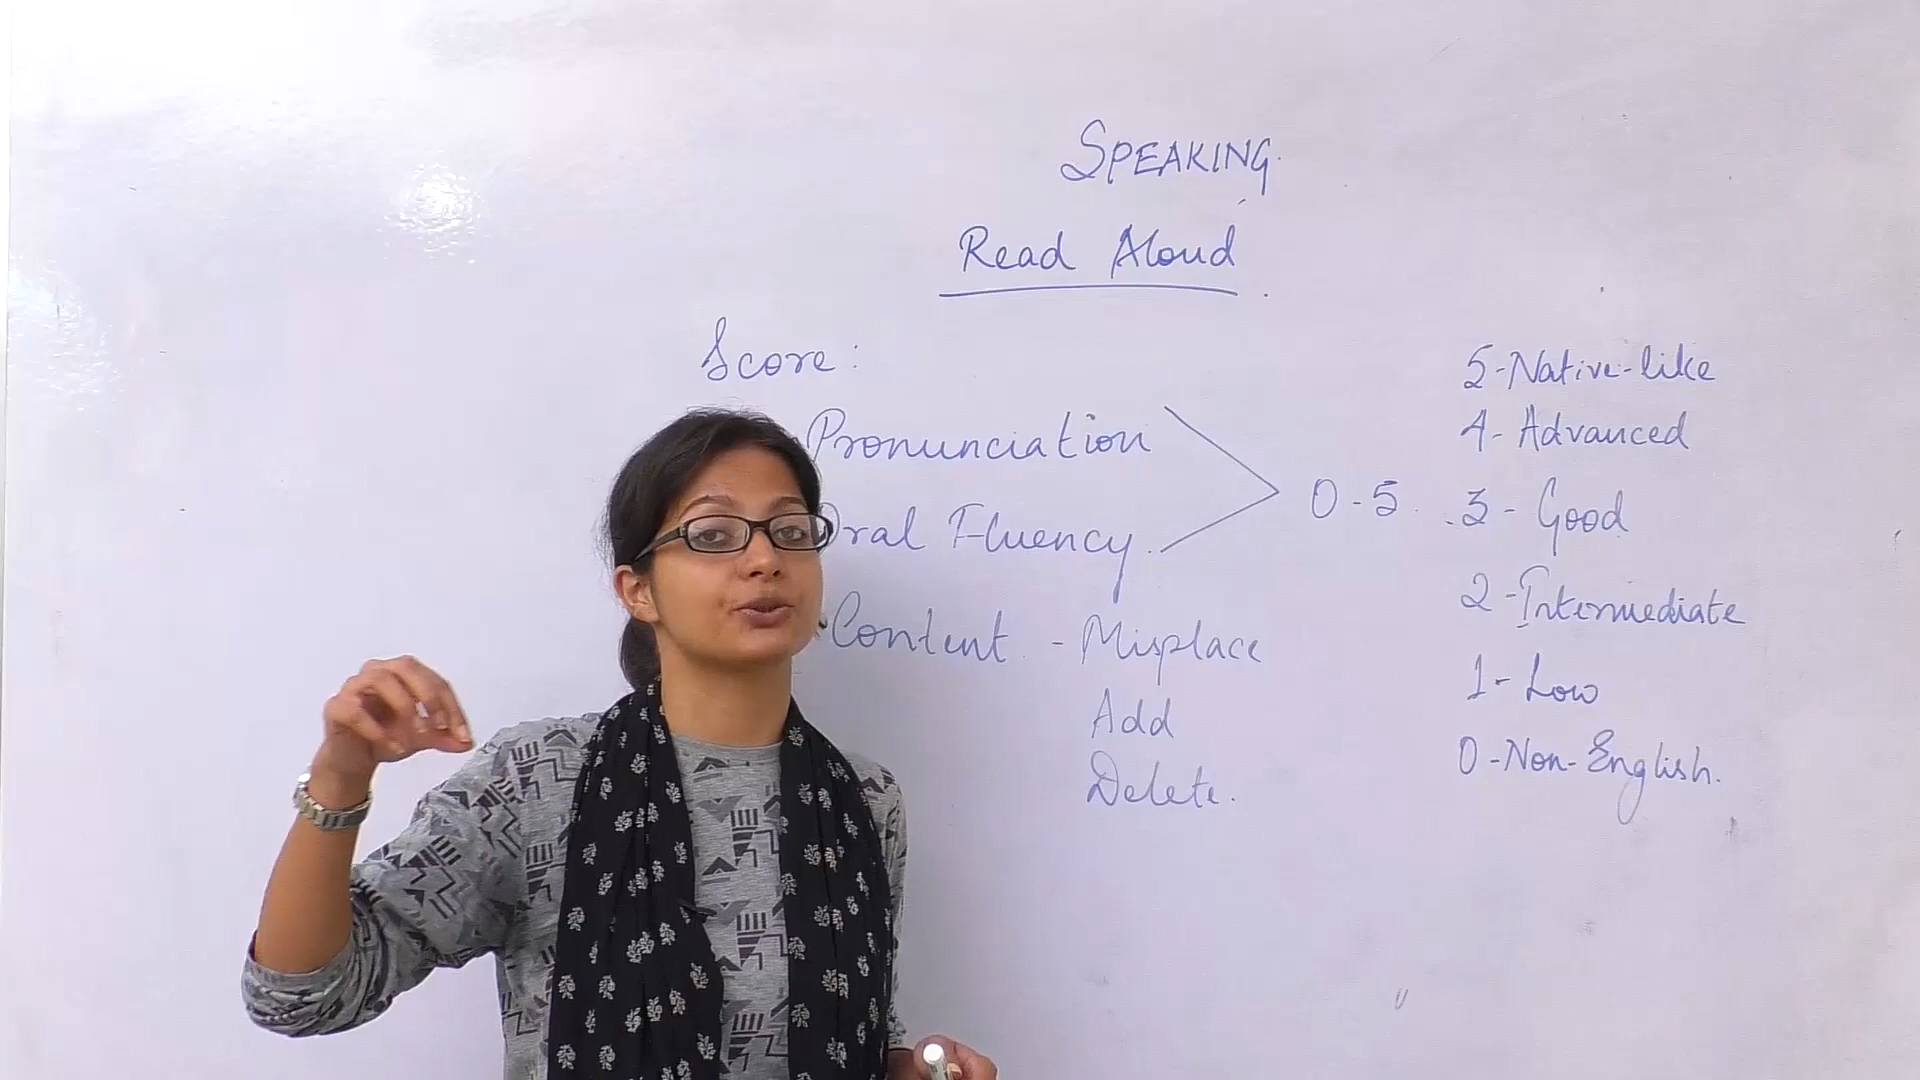 SPEAKING.
Read Aloud
Score:
Pronunciation
Oral Fluency.
0-5.
Content - Misplace
Add
Delete.
5-Native-like
4-Advanced
3-Good
2-Intermediate
1-Low
0-Non-English.